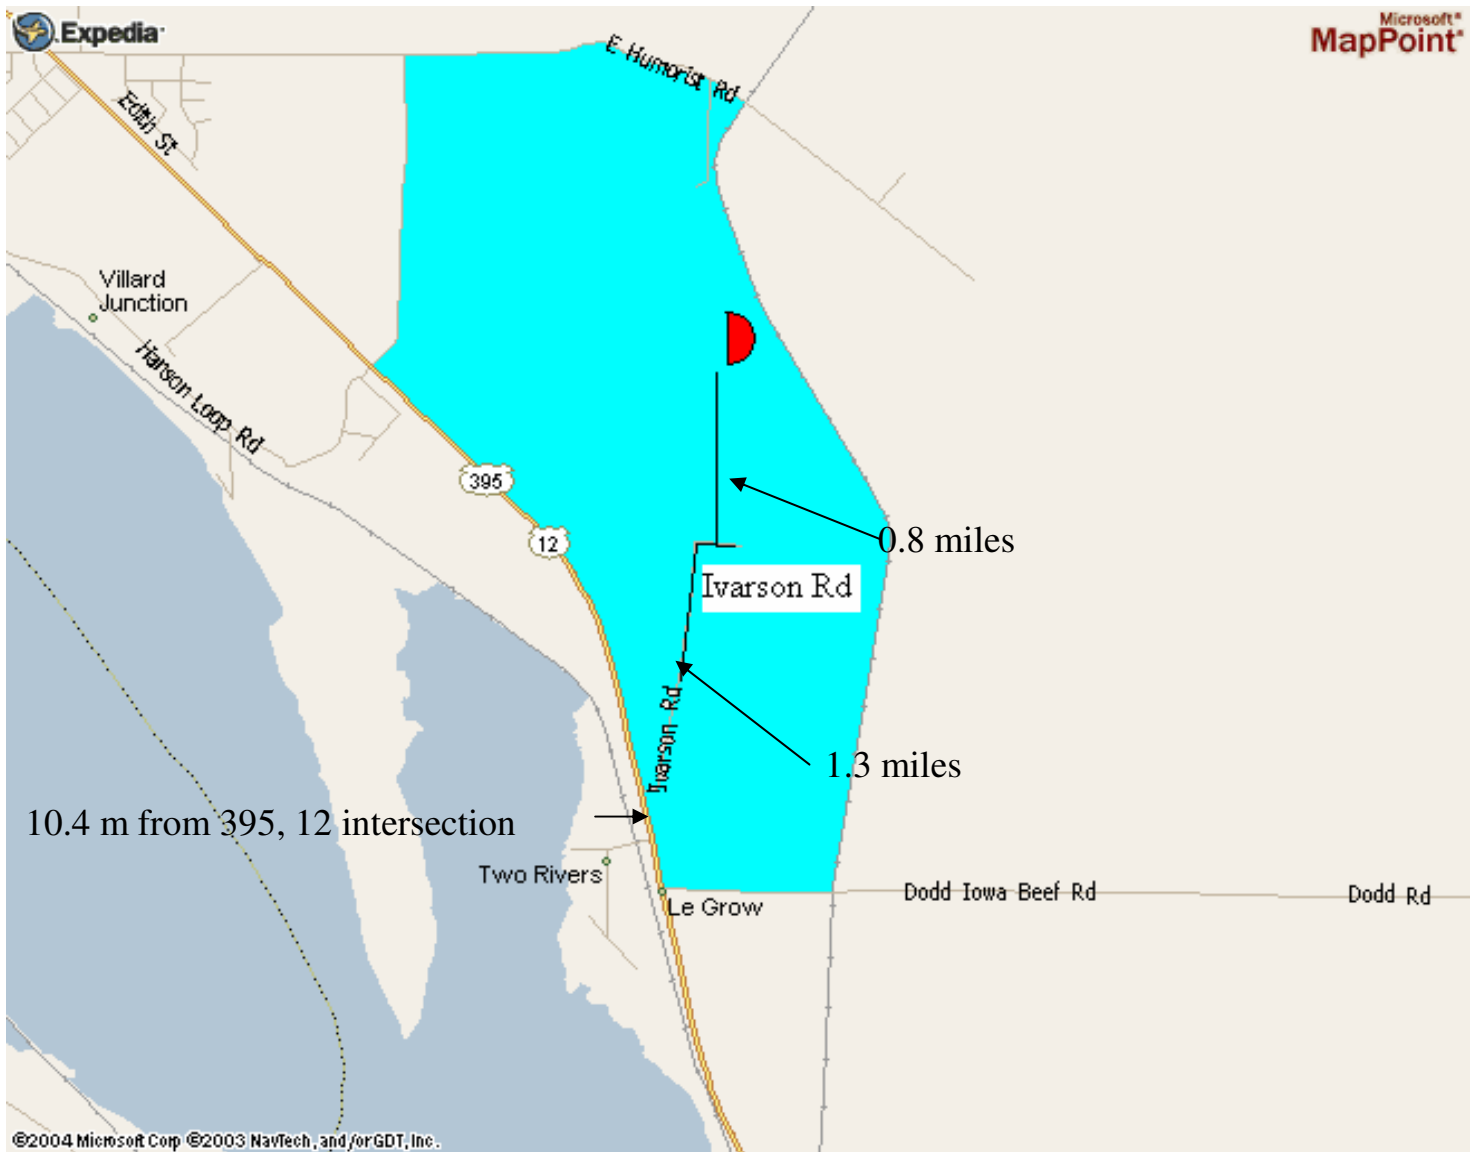 Expedia
Microsoft®
MapPoint®
E Humorist Rd
Edith St
Villard
Junction
Hanson Loop Rd
395
12
0.8 miles
Ivarson Rd
Ivarson Rd
1.3 miles
10.4 m from 395, 12 intersection
Two Rivers
Le Grow
Dodd Iowa Beef Rd
Dodd Rd
©2004 Microsoft Corp ©2003 NavTech, and/or GDT, Inc.